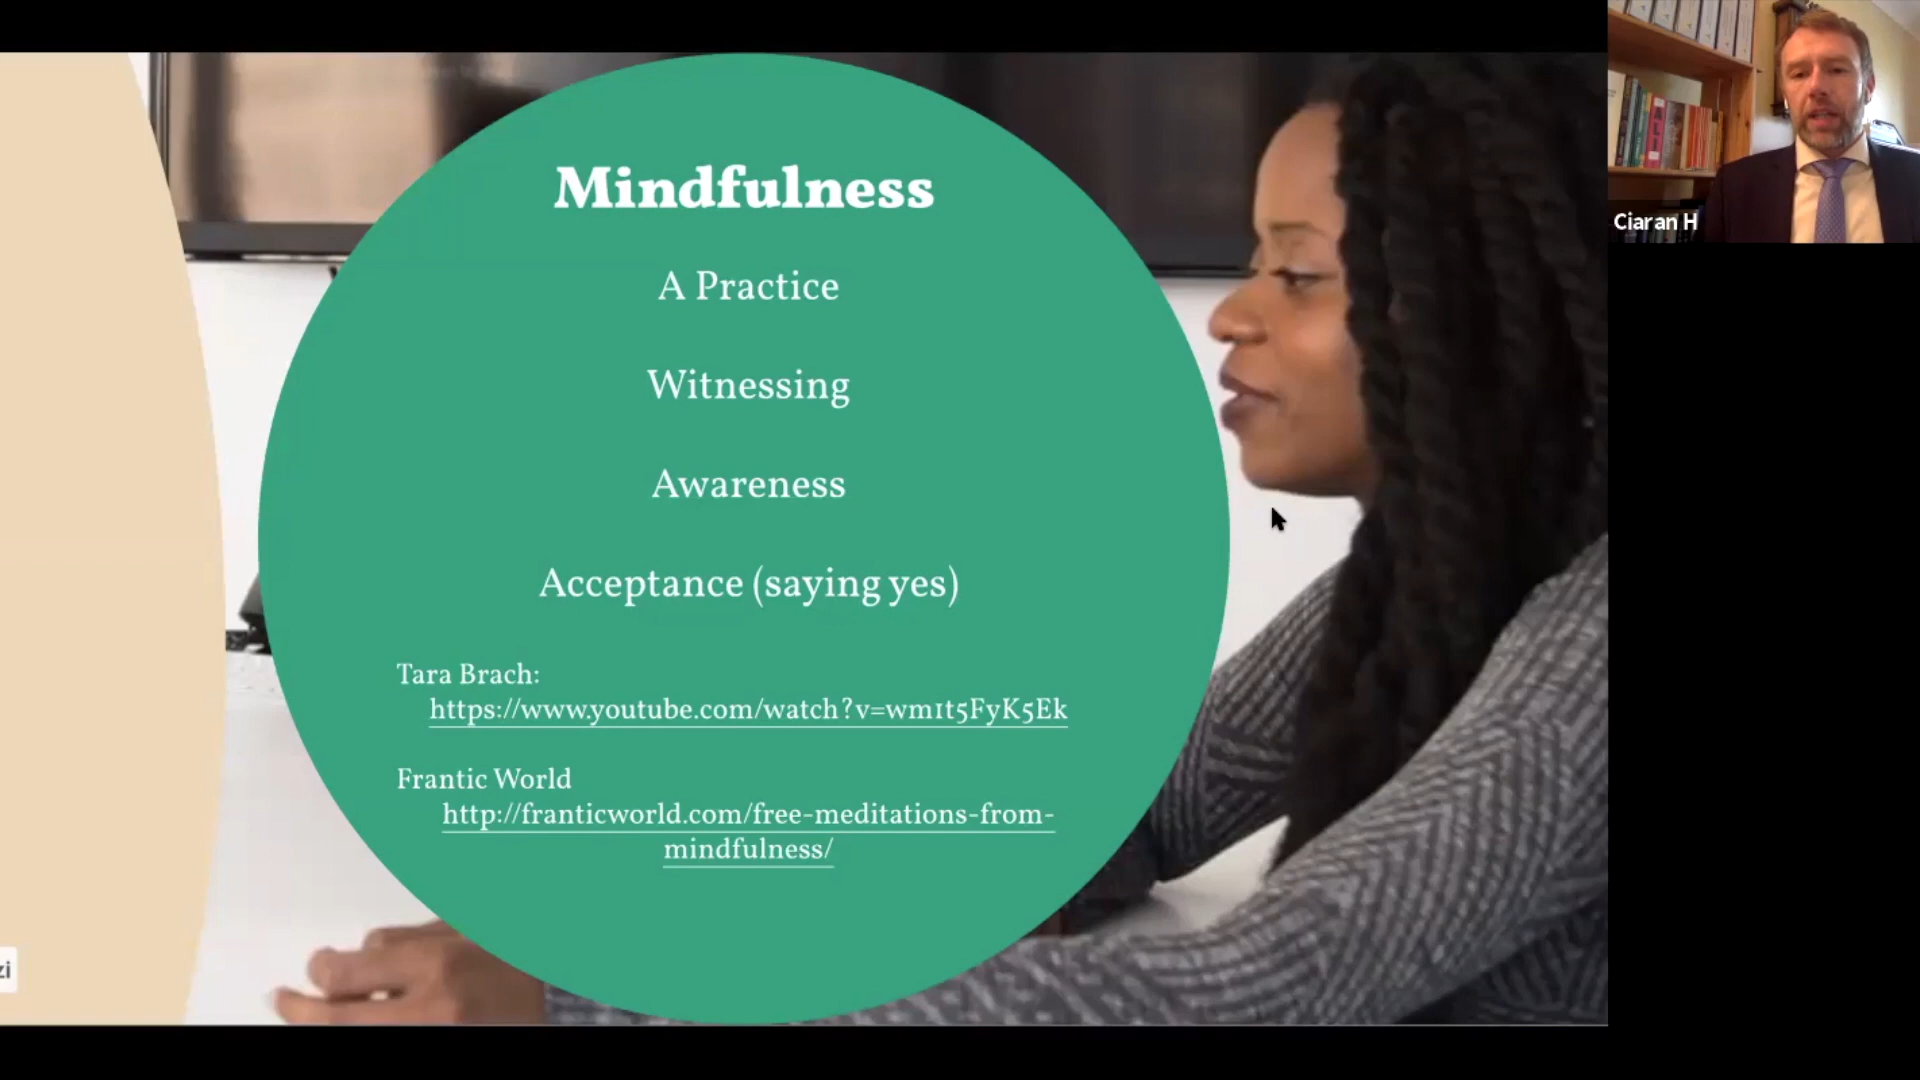 Mindfulness
A Practice
Witnessing
Awareness
Acceptance (saying yes)
Tara Brach:
https://www.youtube.com/watch?v=wm1t5FyK5Ek
Frantic World
http://franticworld.com/free-meditations-from-
mindfulness/
Ciaran H
zi